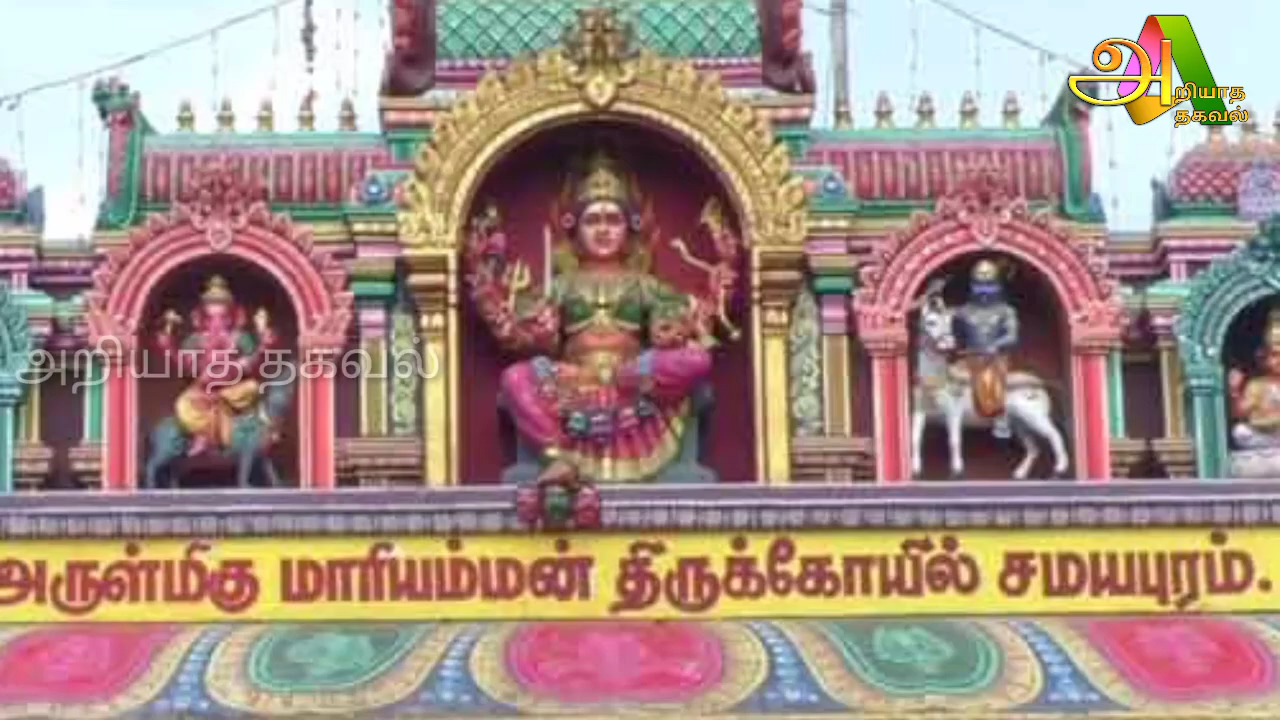 அறியாத
தகவல்
அறியாத தகவல்
அருள்மிகு மாரியம்மன் திருக்கோயில் சமயபுரம்.